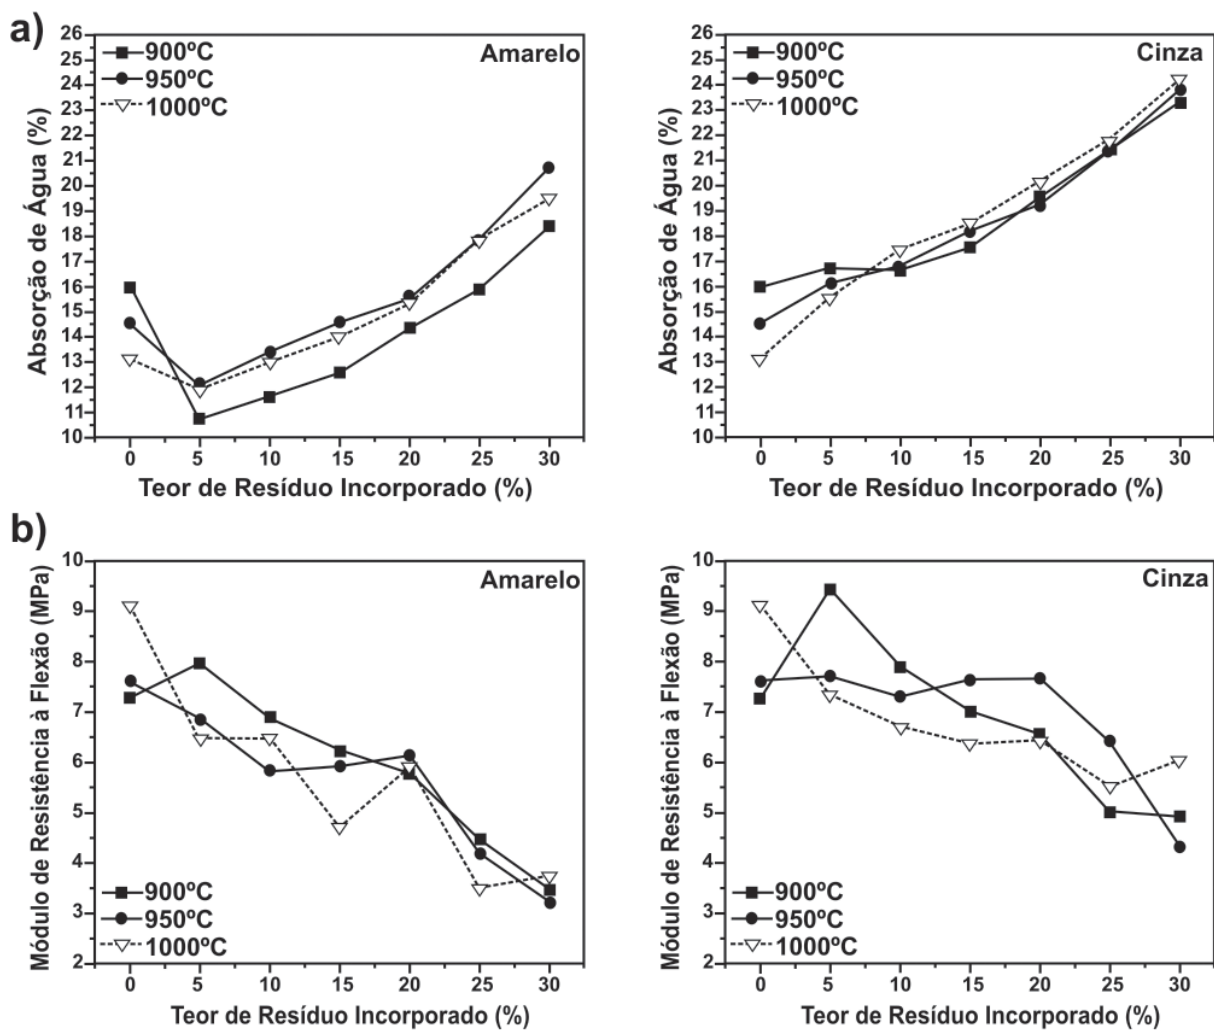 a)
Amarelo
900ºC
950ºC
1000ºC
Absorção de Água (%)
26
25
24
23
22
21
20
19
18
17
16
15
14
13
12
11
10
0 5 10 15 20 25 30
Teor de Resíduo Incorporado (%)
Cinza
900ºC
950ºC
1000ºC
Absorção de Água (%)
26
25
24
23
22
21
20
19
18
17
16
15
14
13
12
11
10
0 5 10 15 20 25 30
Teor de Resíduo Incorporado (%)
b)
Amarelo
Módulo de Resistência à Flexão (MPa)
10
9
8
7
6
5
4
3
2
900ºC
950ºC
1000ºC
0 5 10 15 20 25 30
Teor de Resíduo Incorporado (%)
Cinza
Módulo de Resistência à Flexão (MPa)
10
9
8
7
6
5
4
3
2
900ºC
950ºC
1000ºC
0 5 10 15 20 25 30
Teor de Resíduo Incorporado (%)